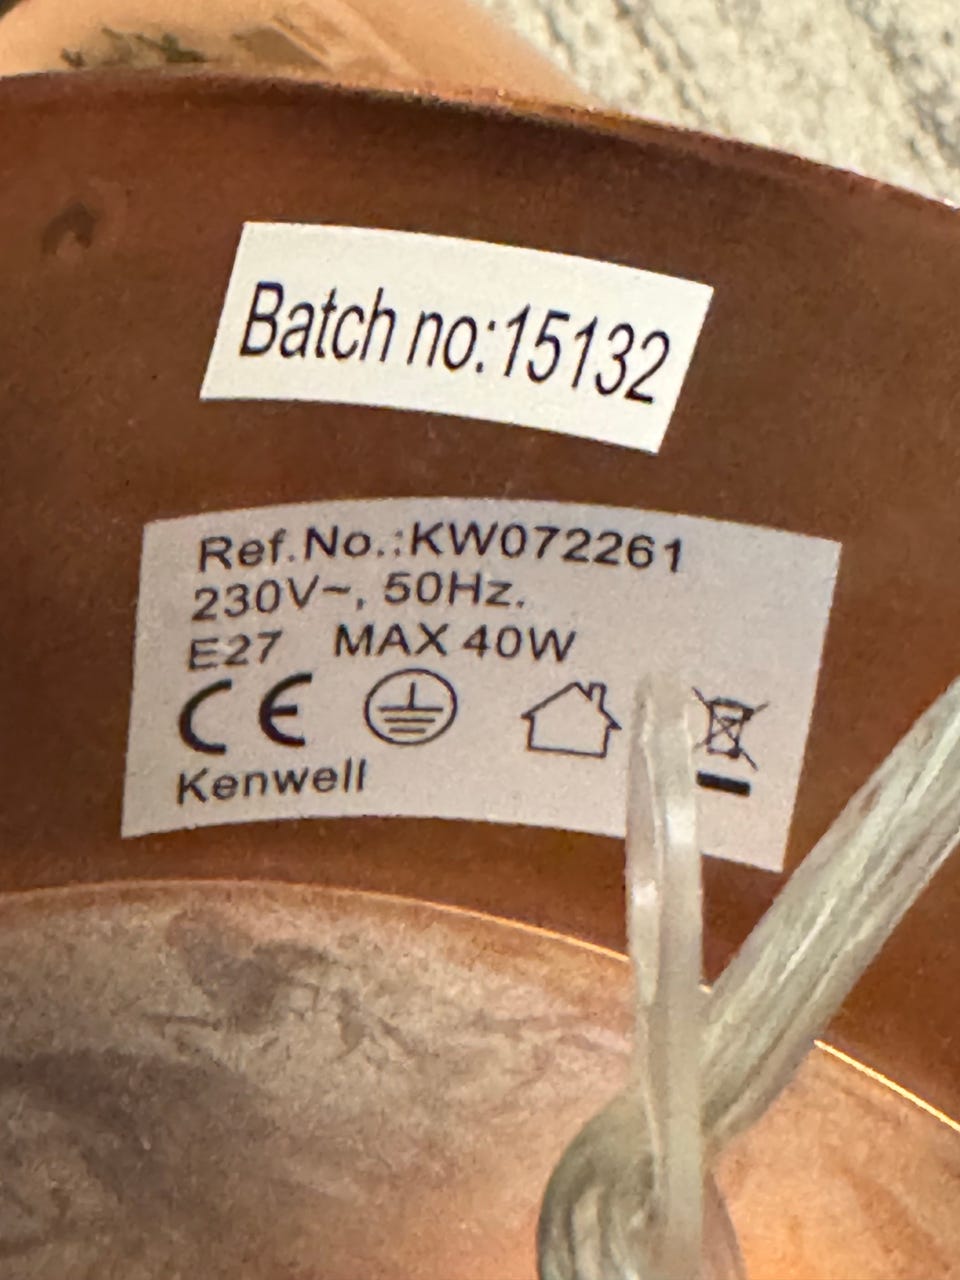 Batch no:15132
Ref.No.:KW072261
230V~, 50Hz.
E27 MAX 40W
CE
Kenwell